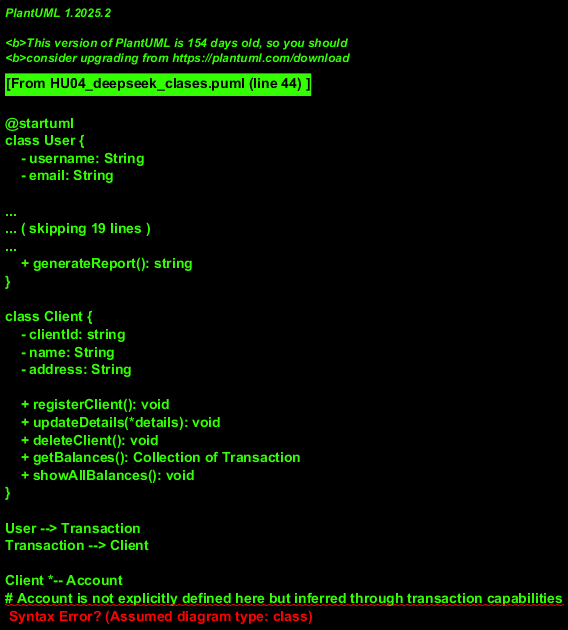 PlantUML 1.2025.2
<b>This version of PlantUML is 154 days old, so you should
<b>consider upgrading from https://plantuml.com/download
[From HU04_deepseek_clases.puml (line 44) ]
@startuml
class User {
- username: String
- email: String
...
... ( skipping 19 lines )
...
+ generateReport(): string
}
class Client {
- clientId: string
- name: String
- address: String
+ registerClient(): void
+ updateDetails(*details): void
+ deleteClient(): void
+ getBalances(): Collection of Transaction
+ showAllBalances(): void
}
User --> Transaction
Transaction --> Client
Client *-- Account
# Account is not explicitly defined here but inferred through transaction capabilities
Syntax Error? (Assumed diagram type: class)